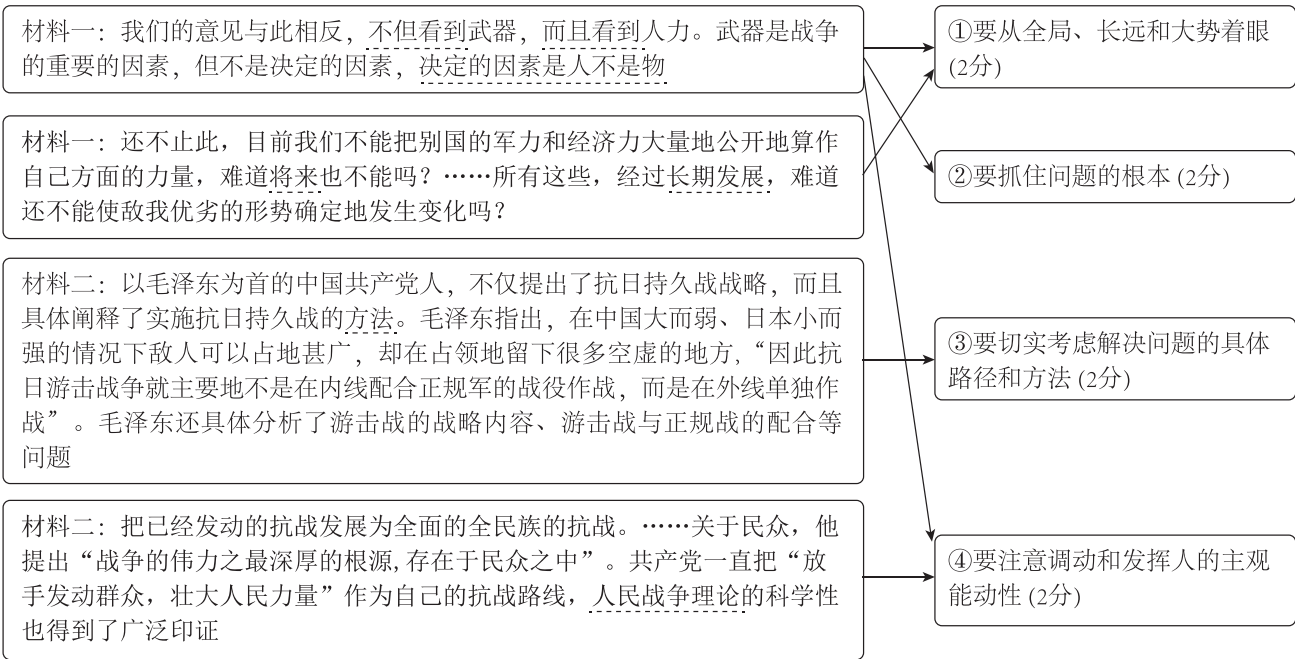 材料一：我们的意见与此相反，不但看到武器，而且看到人力。武器是战争
的重要的因素，但不是决定的因素，决定的因素是人不是物
材料一：还不止此，目前我们不能把别国的军力和经济力大量地公开地算作
自己方面的力量，难道将来也不能吗？……所有这些，经过长期发展，难道
还不能使敌我优劣的形势确定地发生变化吗？
材料二：以毛泽东为首的中国共产党人，不仅提出了抗日持久战战略，而且
具体阐释了实施抗日持久战的方法。毛泽东指出，在中国大而弱、日本小而
强的情况下敌人可以占地甚广，却在占领地留下很多空虚的地方，“因此抗
日游击战争就主要地不是在内线配合正规军的战役作战，而是在外线单独作
战”。毛泽东还具体分析了游击战的战略内容、游击战与正规战的配合等
问题
材料二：把已经发动的抗战发展为全面的全民族的抗战。……关于民众，他
提出“战争的伟力之最深厚的根源,存在于民众之中”。共产党一直把“放
手发动群众，壮大人民力量”作为自己的抗战路线，人民战争理论的科学性
也得到了广泛印证
①要从全局、长远和大势着眼
(2分)
②要抓住问题的根本 (2分)
③要切实考虑解决问题的具体
路径和方法 (2分)
④要注意调动和发挥人的主观
能动性 (2分)